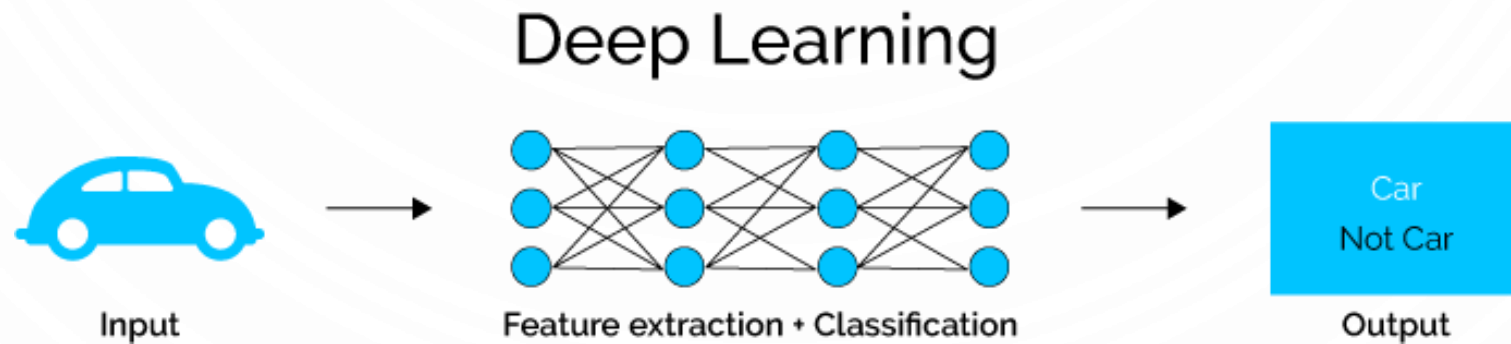 Deep Learning
Car
Not Car
Input
Feature extraction + Classification
Output